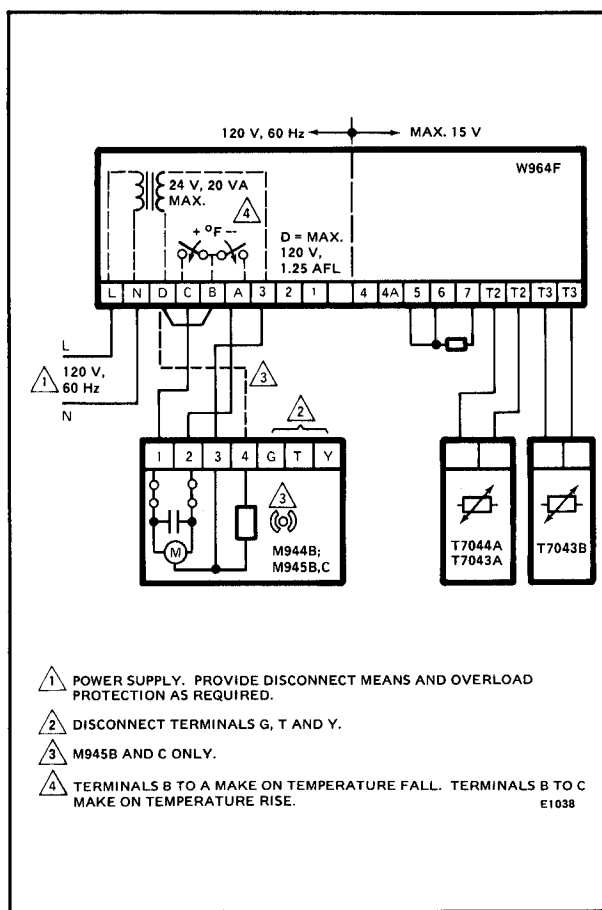 120 V, 60 Hz
MAX. 15 V
W964F
24 V, 20 VA
MAX.
4
+ °F --
D = MAX.
120 V,
1.25 AFL
L N D C B A 3 2 1 4 4A 5 6 7 T2 T2 T3 T3
L
1
120 V,
60 Hz
N
3
2
1 2 3 4 G T Y
3
M
M944B;
M945B,C
T7044A
T7043A
T7043B
1 POWER SUPPLY. PROVIDE DISCONNECT MEANS AND OVERLOAD
PROTECTION AS REQUIRED.
2 DISCONNECT TERMINALS G, T AND Y.
3 M945B AND C ONLY.
4 TERMINALS B TO A MAKE ON TEMPERATURE FALL. TERMINALS B TO C
MAKE ON TEMPERATURE RISE.
E1038